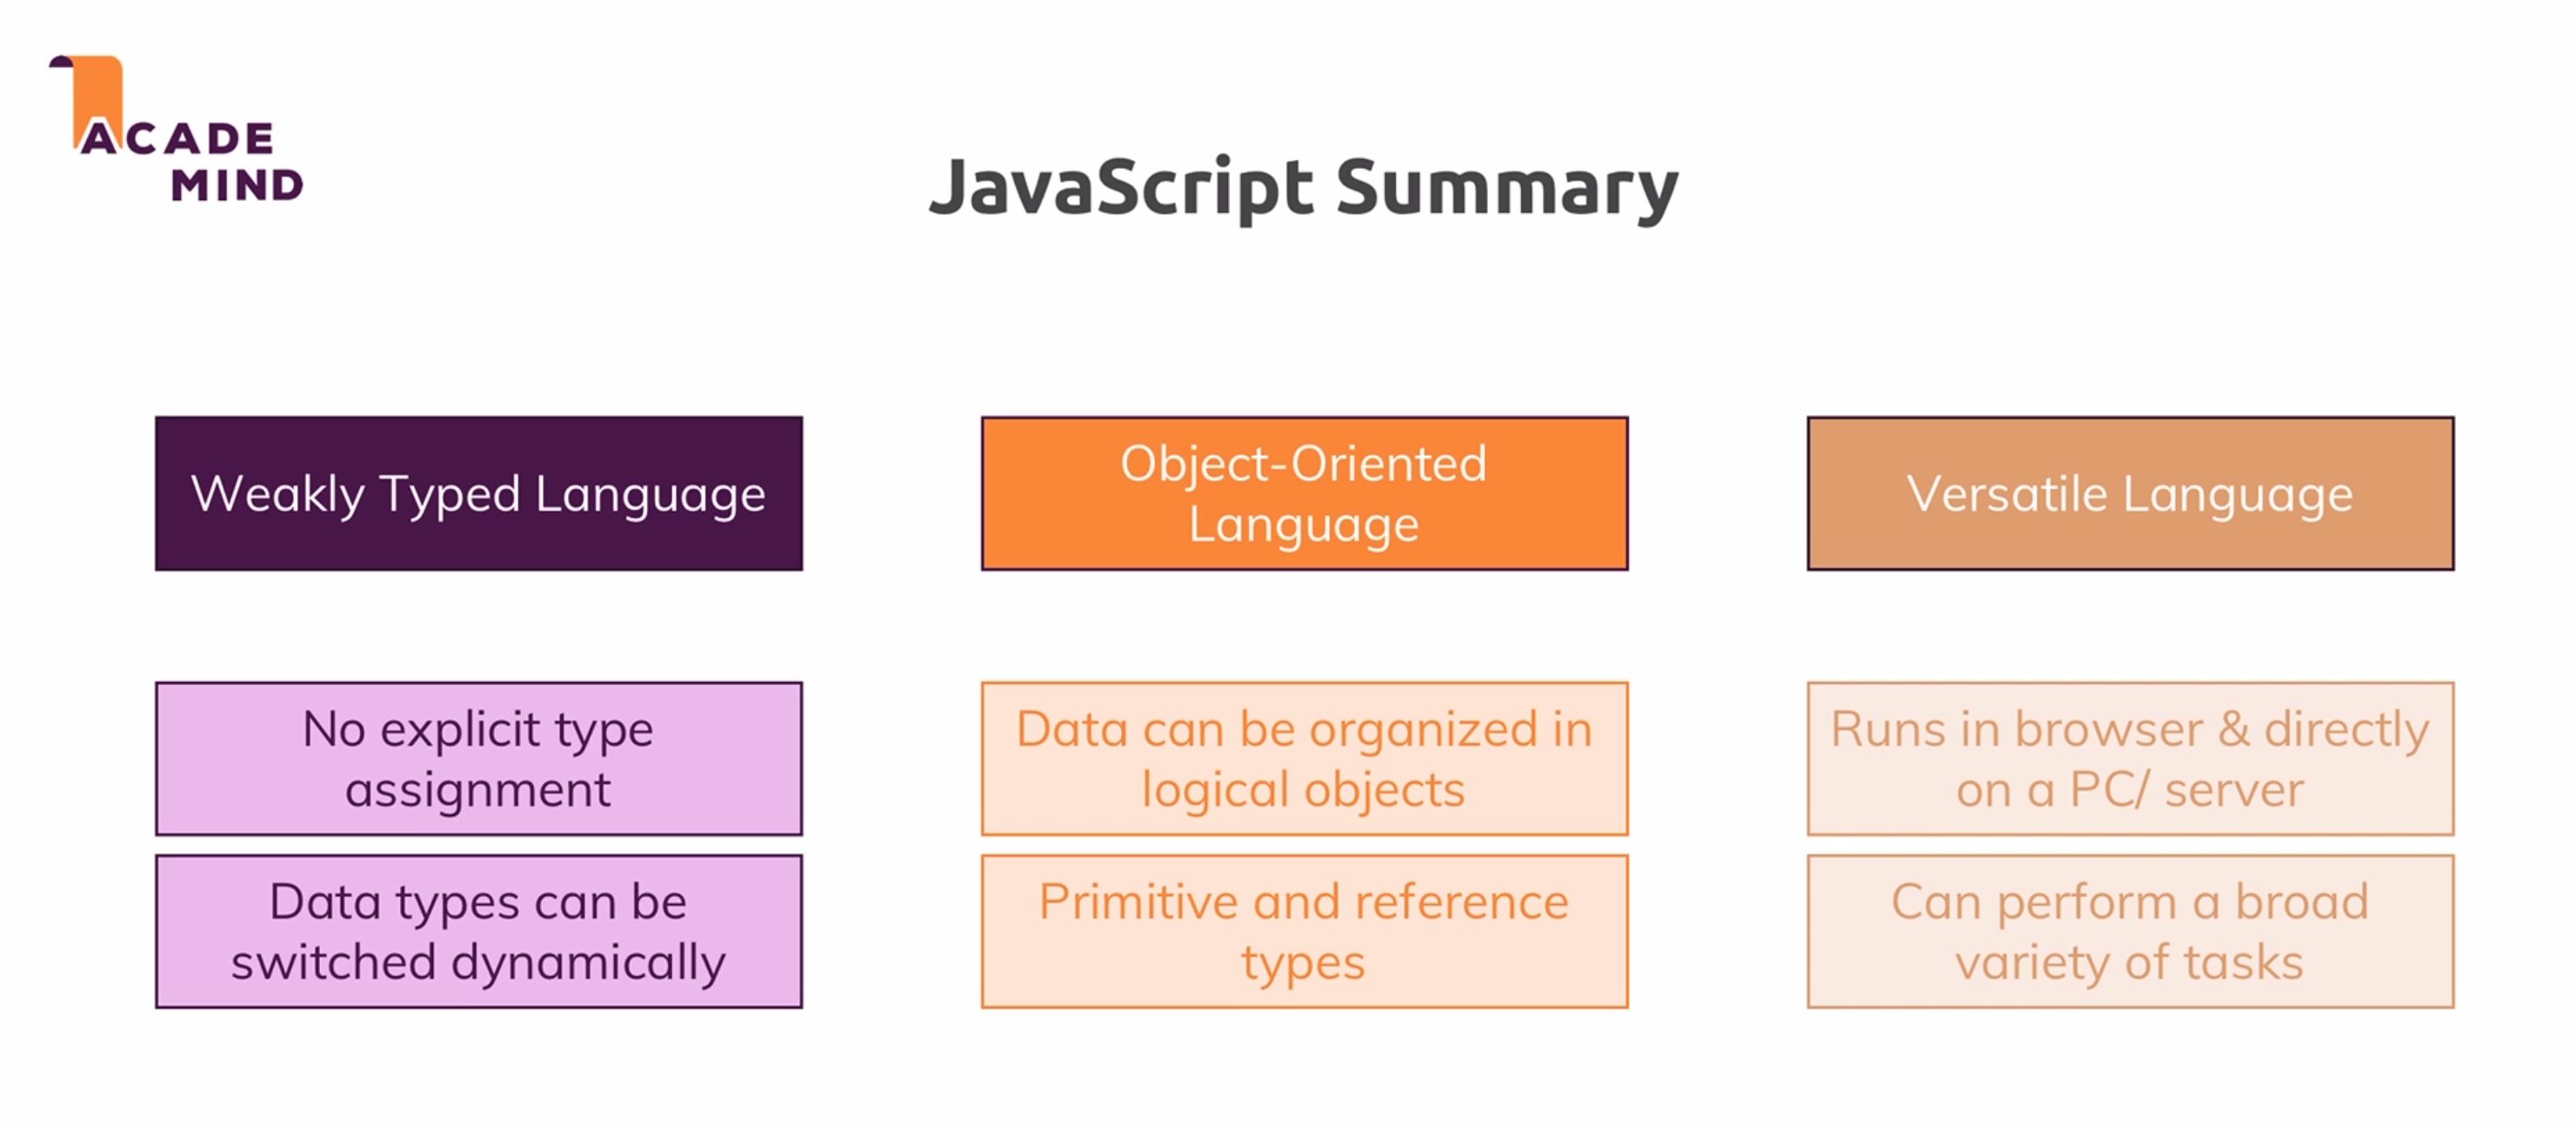 ACADE
MIND
JavaScript Summary
Weakly Typed Language
Object-Oriented
Language
Versatile Language
No explicit type
assignment
Data can be organized in
logical objects
Runs in browser & directly
on a PC/ server
Data types can be
switched dynamically
Primitive and reference
types
Can perform a broad
variety of tasks